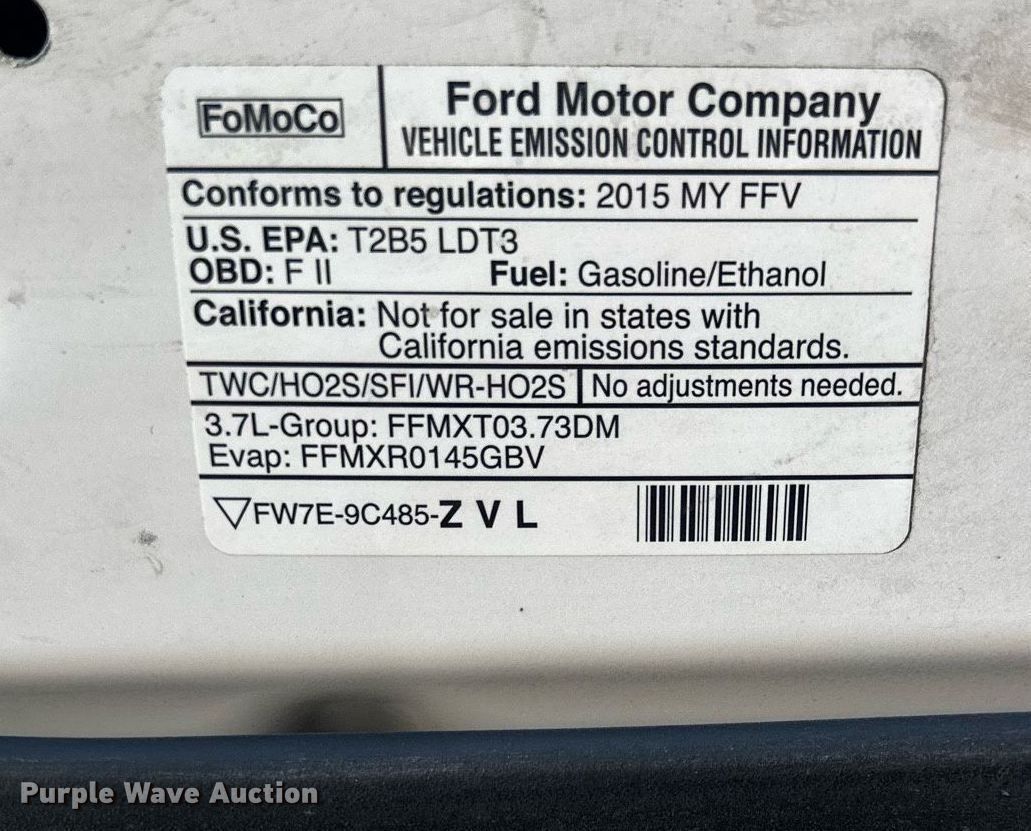 FoMoCo
Ford Motor Company
VEHICLE EMISSION CONTROL INFORMATION
Conforms to regulations: 2015 MY FFV
U.S. EPA: T2B5 LDT3
OBD: F II Fuel: Gasoline/Ethanol
California: Not for sale in states with
California emissions standards.
TWC/HO2S/SFI/WR-HO2S No adjustments needed.
3.7L-Group: FFMXT03.73DM
Evap: FFMXR0145GBV
FW7E-9C485-Z V L
Purple Wave Auction